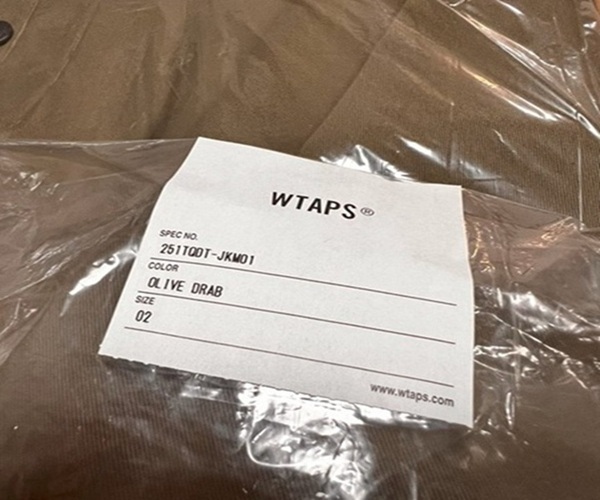 WTAPS®
SPEC NO.
251TQDT-JKM01
COLOR
OLIVE DRAB
SIZE
02
www.wtaps.com